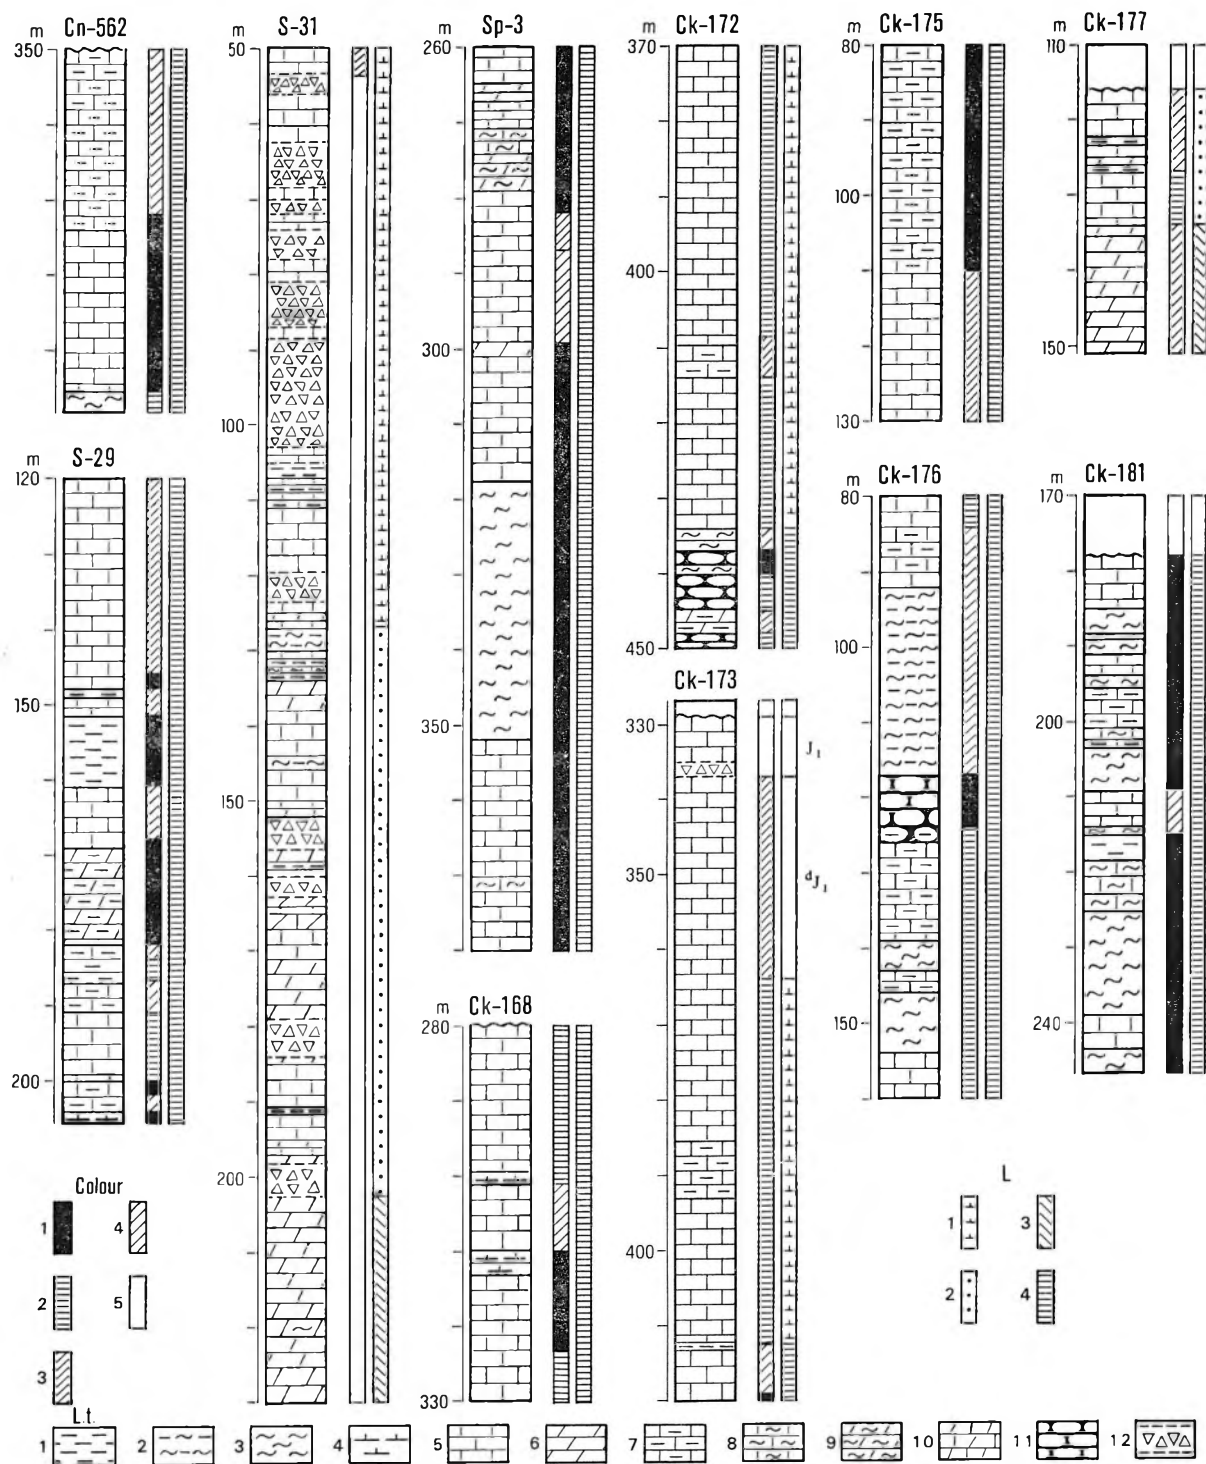 m Cn-562
350
m S-31
50
100
150
200
m Sp-3
260
300
350
m Ck-172
370
400
450
m Ck-175
80
100
130
m Ck-177
110
150
m S-29
120
150
200
m Ck-168
280
330
Ck-173
m
330
350
400
J₁
ᵈJ₁
m Ck-176
80
100
150
m Ck-181
170
200
240
Colour
1 4
2 5
3
L
1 3
2 4
L.t.
1 2 3 4 5 6 7 8 9 10 11 12